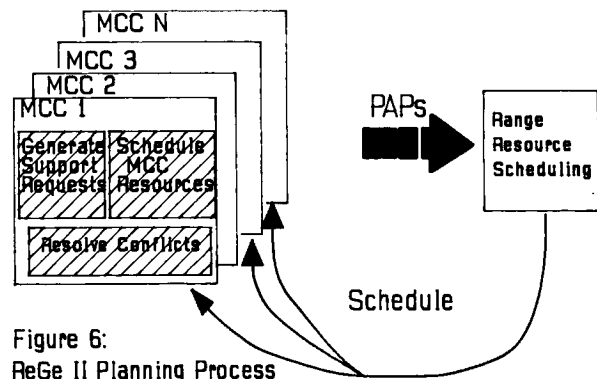 MCC N
MCC 3
MCC 2
MCC 1
Generate
Support
Requests
Schedule
MCC
Resources
Resolve Conflicts
PAPs
Range
Resource
Scheduling
Schedule
Figure 6:
ReGe II Planning Process